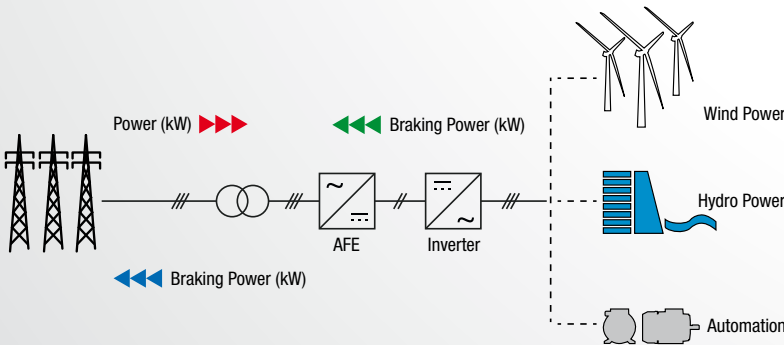 Power (kW)
Braking Power (kW)
Wind Power
AFE
Inverter
Hydro Power
Braking Power (kW)
Automation